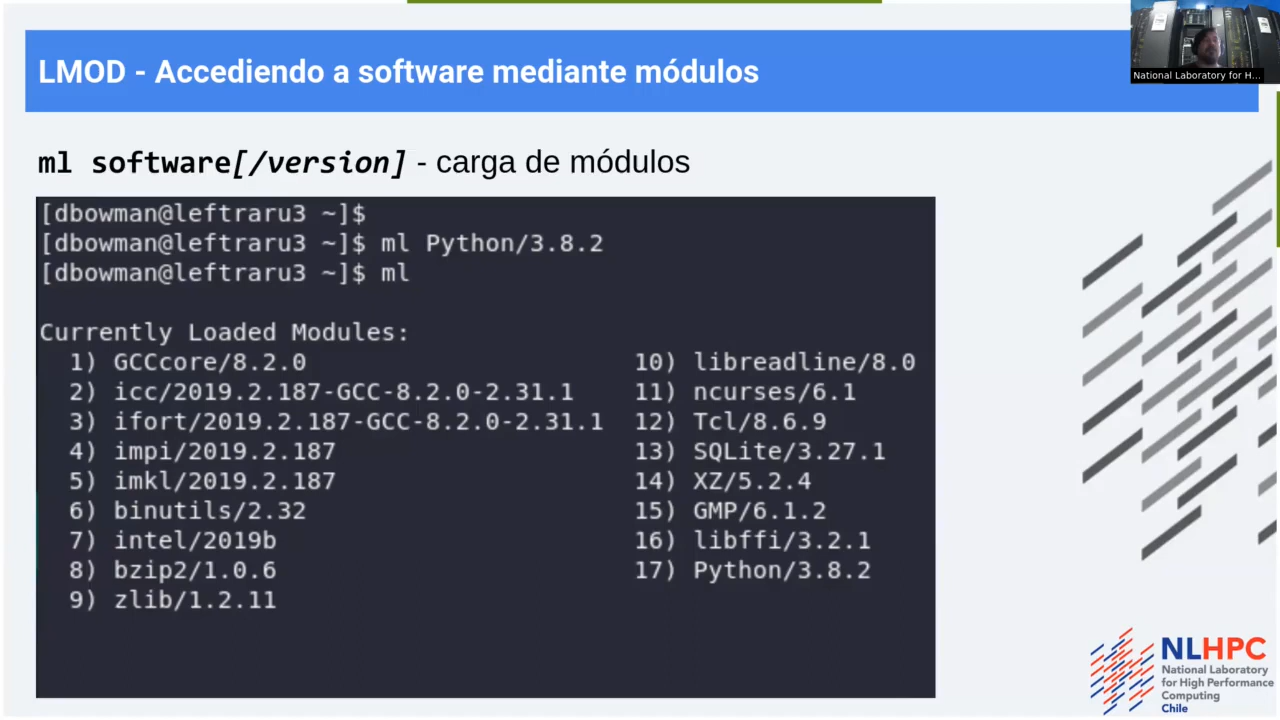 LMOD - Accediendo a software mediante módulos
National Laboratory for H...
ml software[/version] - carga de módulos
[dbowman@leftraru3 ~]$
[dbowman@leftraru3 ~]$ ml Python/3.8.2
[dbowman@leftraru3 ~]$ ml
Currently Loaded Modules:
1) GCCcore/8.2.0
2) icc/2019.2.187-GCC-8.2.0-2.31.1
3) ifort/2019.2.187-GCC-8.2.0-2.31.1
4) impi/2019.2.187
5) imkl/2019.2.187
6) binutils/2.32
7) intel/2019b
8) bzip2/1.0.6
9) zlib/1.2.11
10) libreadline/8.0
11) ncurses/6.1
12) Tcl/8.6.9
13) SQLite/3.27.1
14) XZ/5.2.4
15) GMP/6.1.2
16) libffi/3.2.1
17) Python/3.8.2
NLHPC
National Laboratory
for High Performance
Computing
Chile